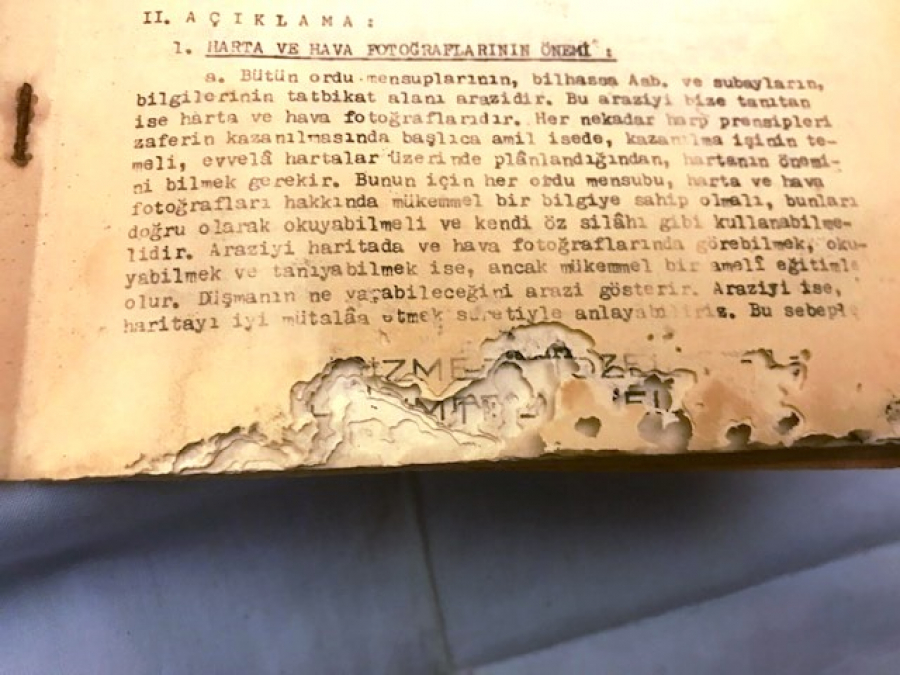 II. A Ç I K L A M A :
1. HARTA VE HAVA FOTOĞRAFLARININ ÖNEMİ :
a. Bütün ordu mensuplarının, bilhassa Asb. ve subayların,
bilgilerinin tatbikat alanı arazidir. Bu araziyi bize tanıtan
ise harta ve hava fotoğraflarıdır. Her nekadar harp prensipleri
zaferin kazanılmasında başlıca amil isede, kazanılma işinin te-
meli, evvelâ hartalar üzerinde plânlandığından, hartanın önemi-
ni bilmek gerekir. Bunun için her ordu mensubu, harta ve hava
fotoğrafları hakkında mükemmel bir bilgiye sahip olmalı, bunları
doğru olarak okuyabilmeli ve kendi öz silâhı gibi kullanabilme-
lidir. Araziyi haritada ve hava fotoğraflarında görebilmek, oku-
yabilmek ve tanıyabilmek ise, ancak mükemmel bir amelî eğitimle
olur. Düşmanın ne yapabileceğini arazi gösterir. Araziyi ise,
haritayı iyi mütalâa etmek suretiyle anlayabiliriz. Bu sebeple